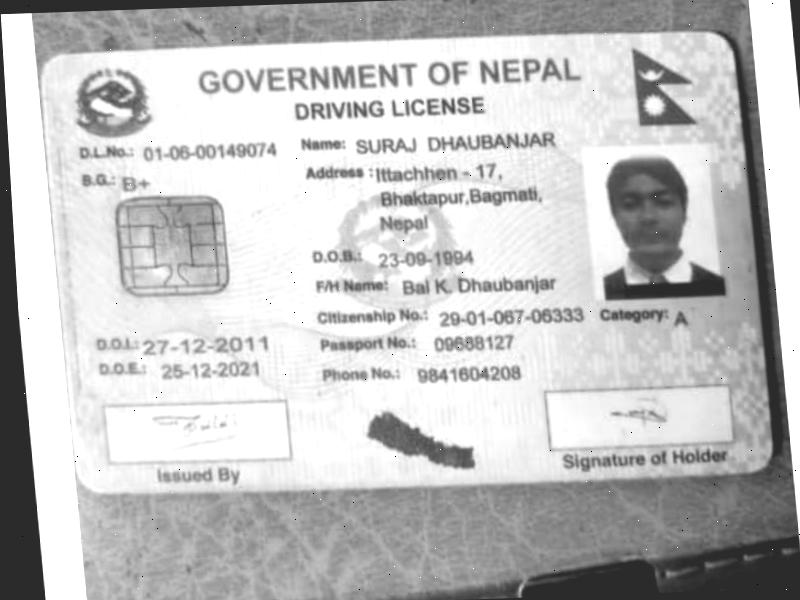 GOVERNMENT OF NEPAL
DRIVING LICENSE
D.L.No.: 01-06-00149074
Name: SURAJ DHAUBANJAR
B.G.: B+
Address : Ittachhen - 17,
Bhaktapur,Bagmati,
Nepal
D.O.B.: 23-09-1994
F/H Name: Bal K. Dhaubanjar
Citizenship No.: 29-01-067-06333
Category: A
D.O.I.: 27-12-2011
Passport No.:
D.O.E.: 25-12-2021
Phone No.: 9841604208
Issued By
Signature of Holder